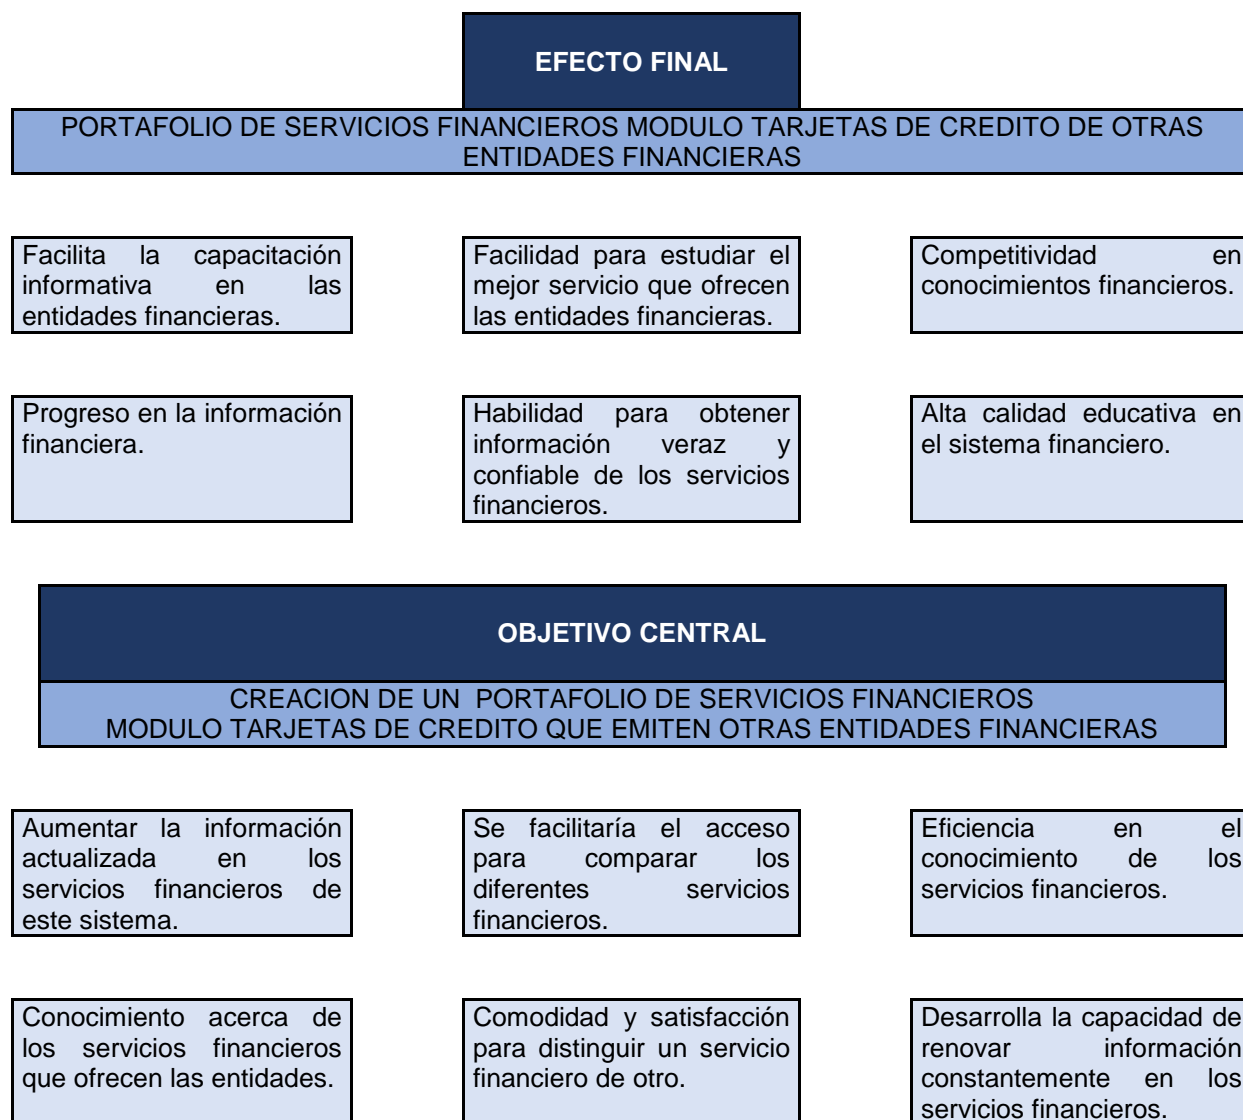 EFECTO FINAL
PORTAFOLIO DE SERVICIOS FINANCIEROS MODULO TARJETAS DE CREDITO DE OTRAS
ENTIDADES FINANCIERAS
Facilita la capacitación
informativa en las
entidades financieras.
Facilidad para estudiar el
mejor servicio que ofrecen
las entidades financieras.
Competitividad en
conocimientos financieros.
Progreso en la información
financiera.
Habilidad para obtener
información veraz y
confiable de los servicios
financieros.
Alta calidad educativa en
el sistema financiero.
OBJETIVO CENTRAL
CREACION DE UN PORTAFOLIO DE SERVICIOS FINANCIEROS
MODULO TARJETAS DE CREDITO QUE EMITEN OTRAS ENTIDADES FINANCIERAS
Aumentar la información
actualizada en los
servicios financieros de
este sistema.
Se facilitaría el acceso
para comparar los
diferentes servicios
financieros.
Eficiencia en el
conocimiento de los
servicios financieros.
Conocimiento acerca de
los servicios financieros
que ofrecen las entidades.
Comodidad y satisfacción
para distinguir un servicio
financiero de otro.
Desarrolla la capacidad de
renovar información
constantemente en los
servicios financieros.